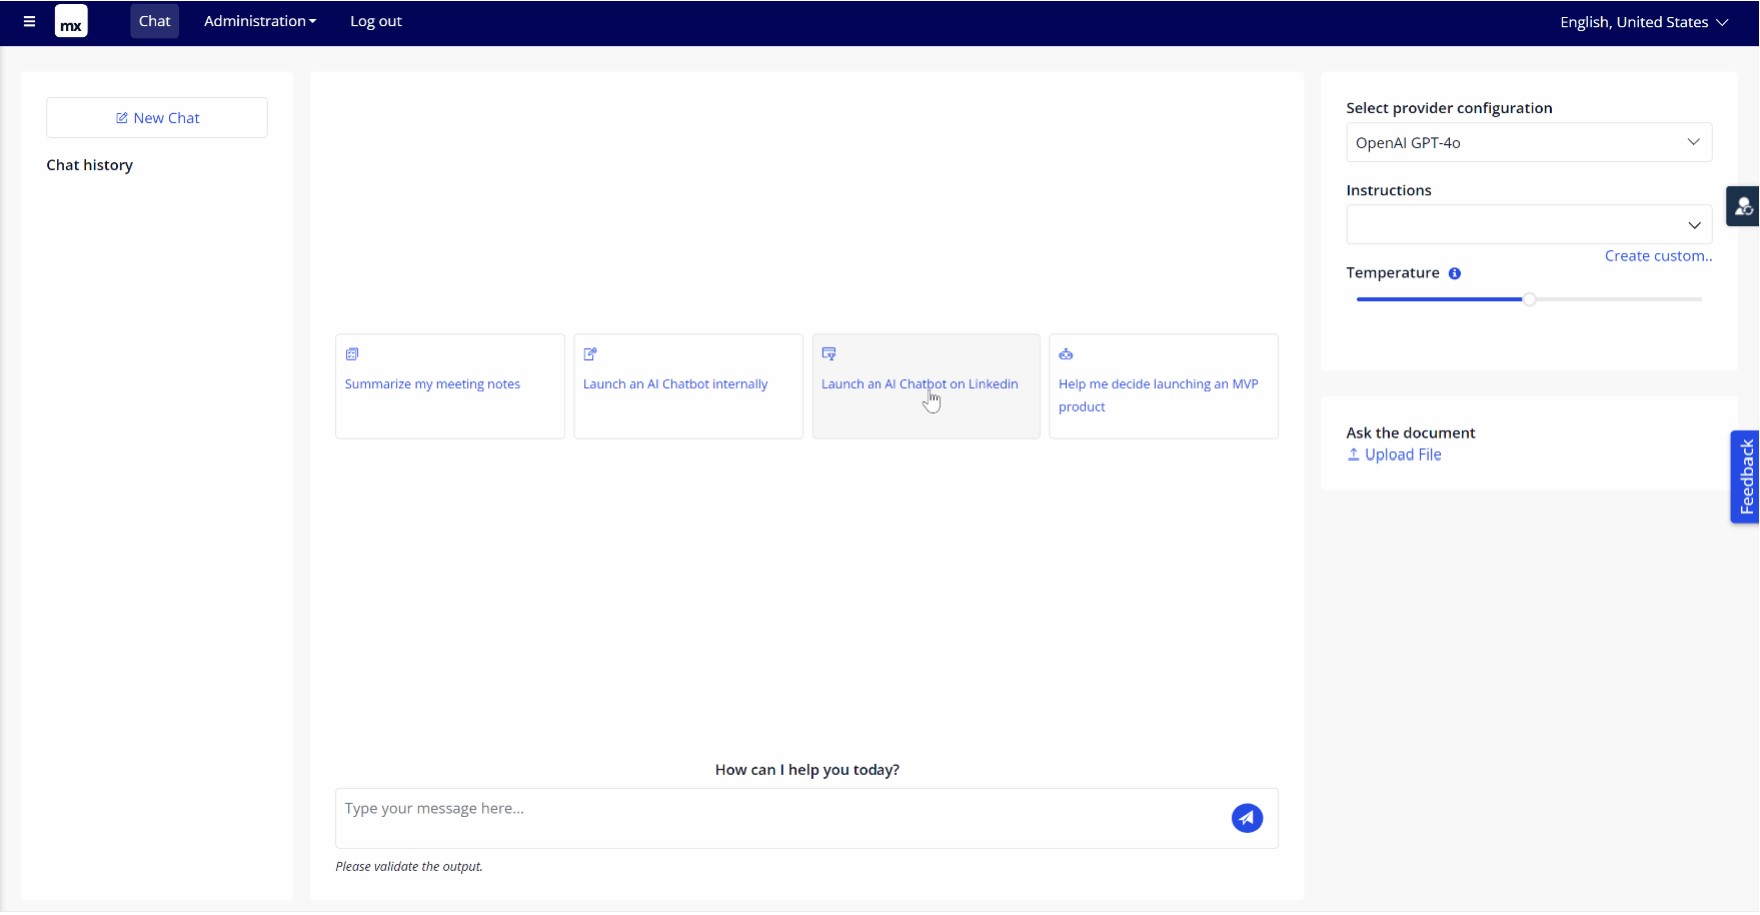 mx
Chat
Administration
Log out
English, United States
New Chat
Chat history
Summarize my meeting notes
Launch an AI Chatbot internally
Launch an AI Chatbot on Linkedin
Help me decide launching an MVP
product
How can I help you today?
Type your message here...
Please validate the output.
Select provider configuration
OpenAI GPT-4o
Instructions
Create custom..
Temperature
Ask the document
Upload File
Feedback